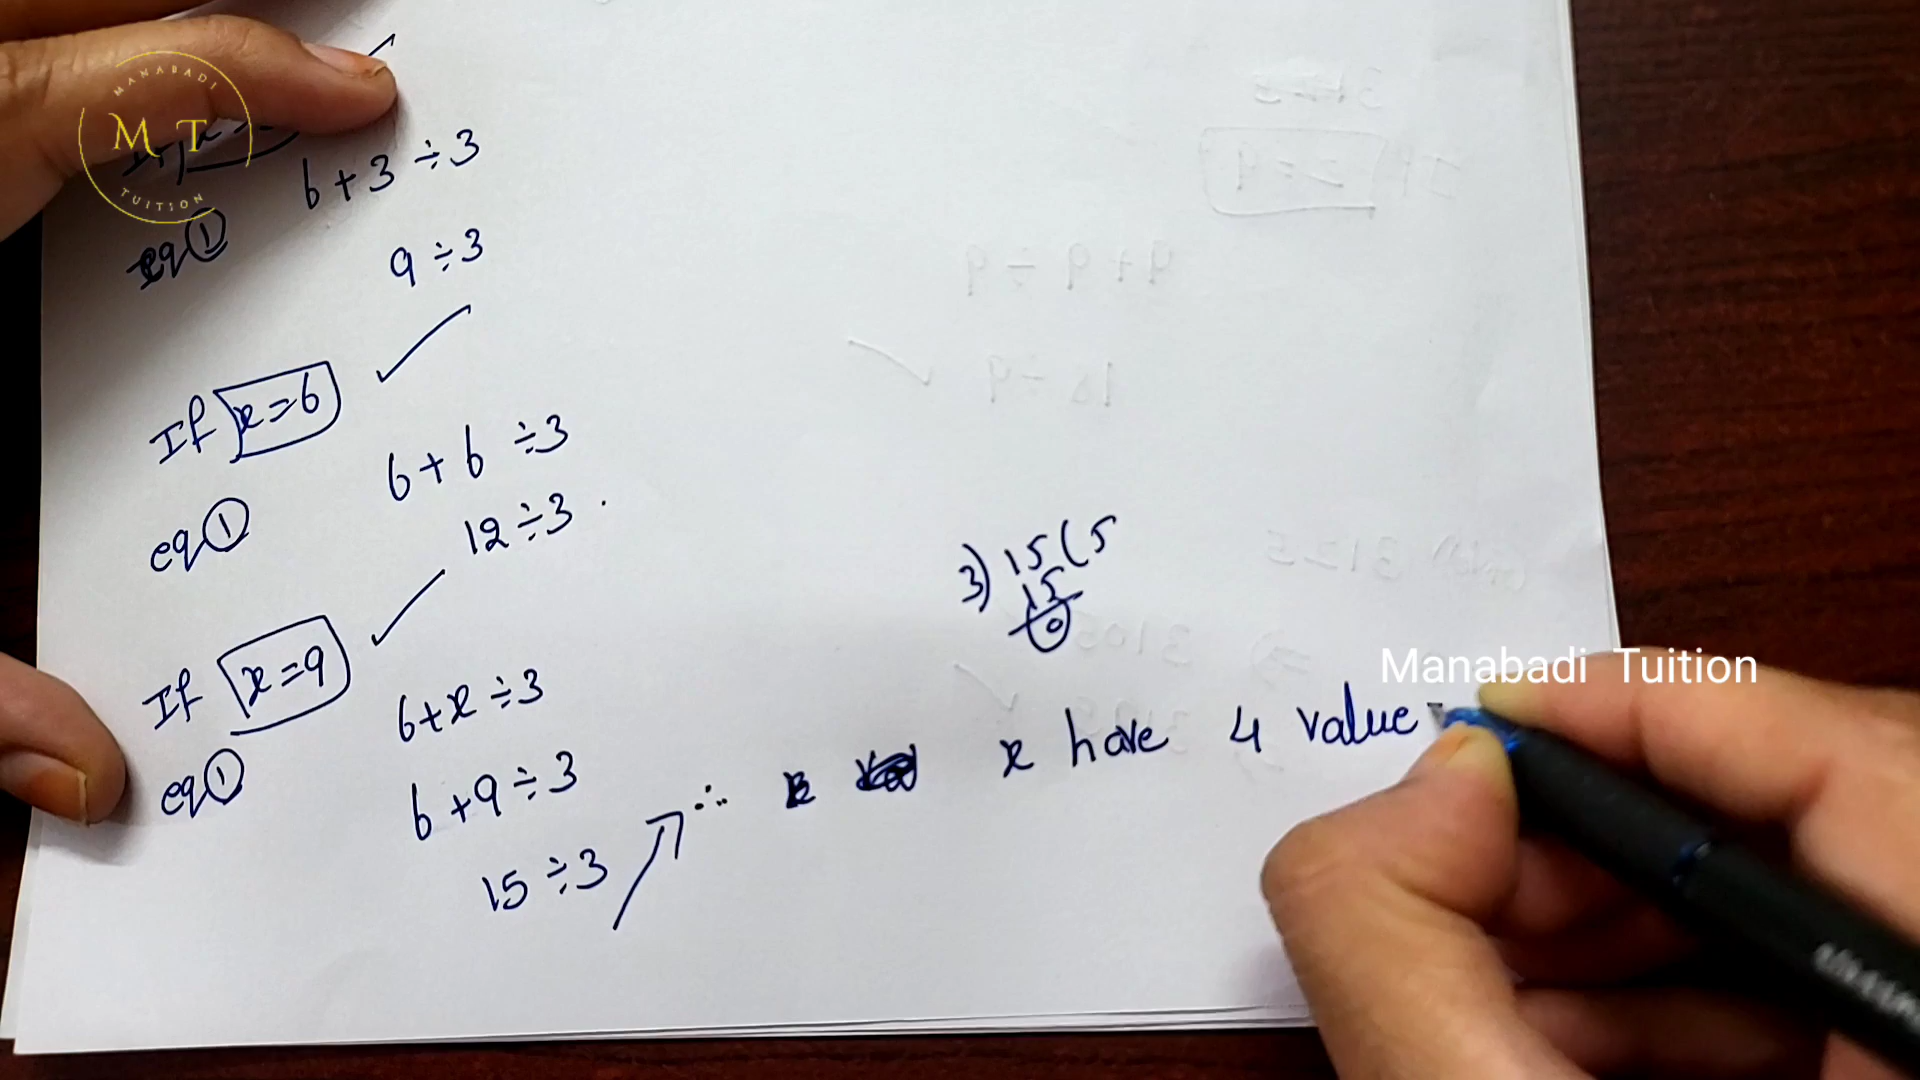 MANABADI
M T
TUITION
6+3 ÷3
eq①
9÷3
If x=6
6+6 ÷3
eq①
12÷3.
3) 15 (5
15
0
If x=9
6+x÷3
eq①
6+9÷3
15÷3
Manabadi Tuition
∴ x have 4 value